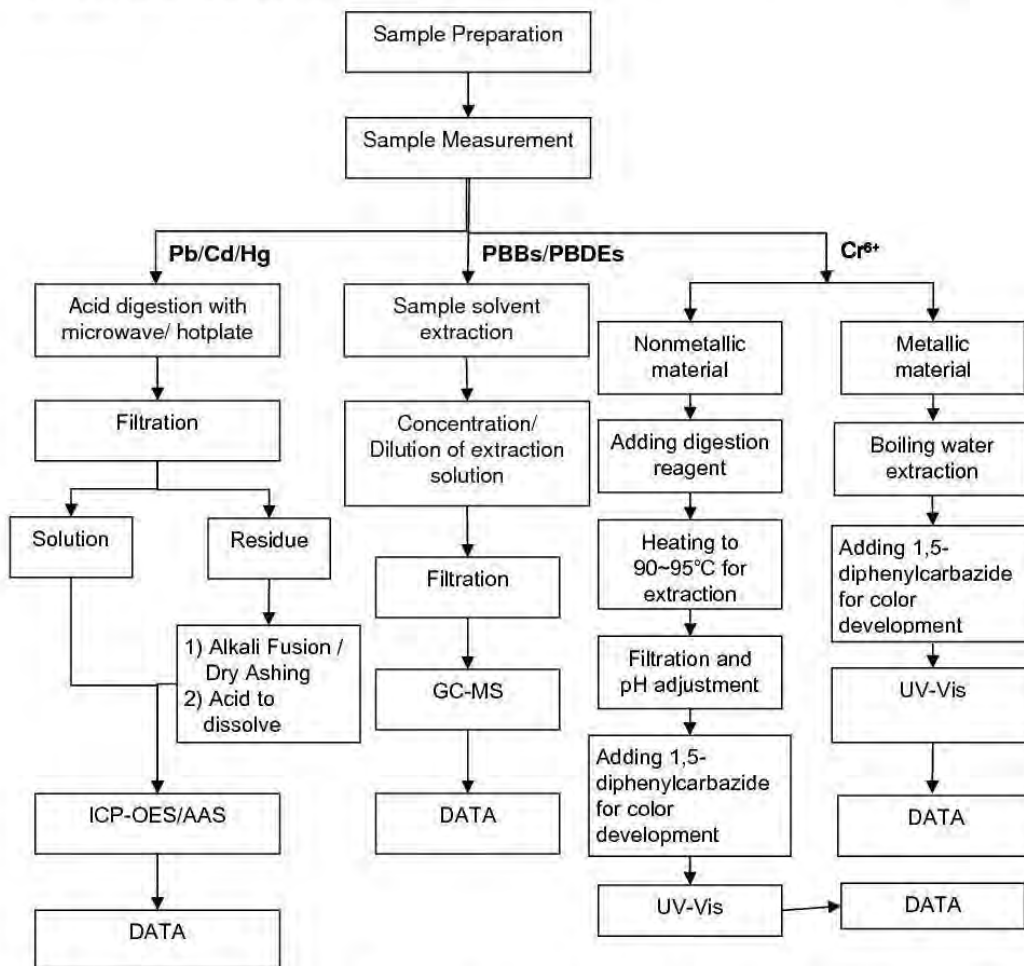 Sample Preparation
Sample Measurement
Pb/Cd/Hg
Acid digestion with
microwave/ hotplate
Filtration
Solution
Residue
1) Alkali Fusion /
Dry Ashing
2) Acid to
dissolve
ICP-OES/AAS
DATA
PBBs/PBDEs
Sample solvent
extraction
Concentration/
Dilution of extraction
solution
Filtration
GC-MS
DATA
Cr⁶⁺
Nonmetallic
material
Adding digestion
reagent
Heating to
90~95°C for
extraction
Filtration and
pH adjustment
Adding 1,5-
diphenylcarbazide
for color
development
UV-Vis
DATA
Metallic
material
Boiling water
extraction
Adding 1,5-
diphenylcarbazide
for color
development
UV-Vis
DATA